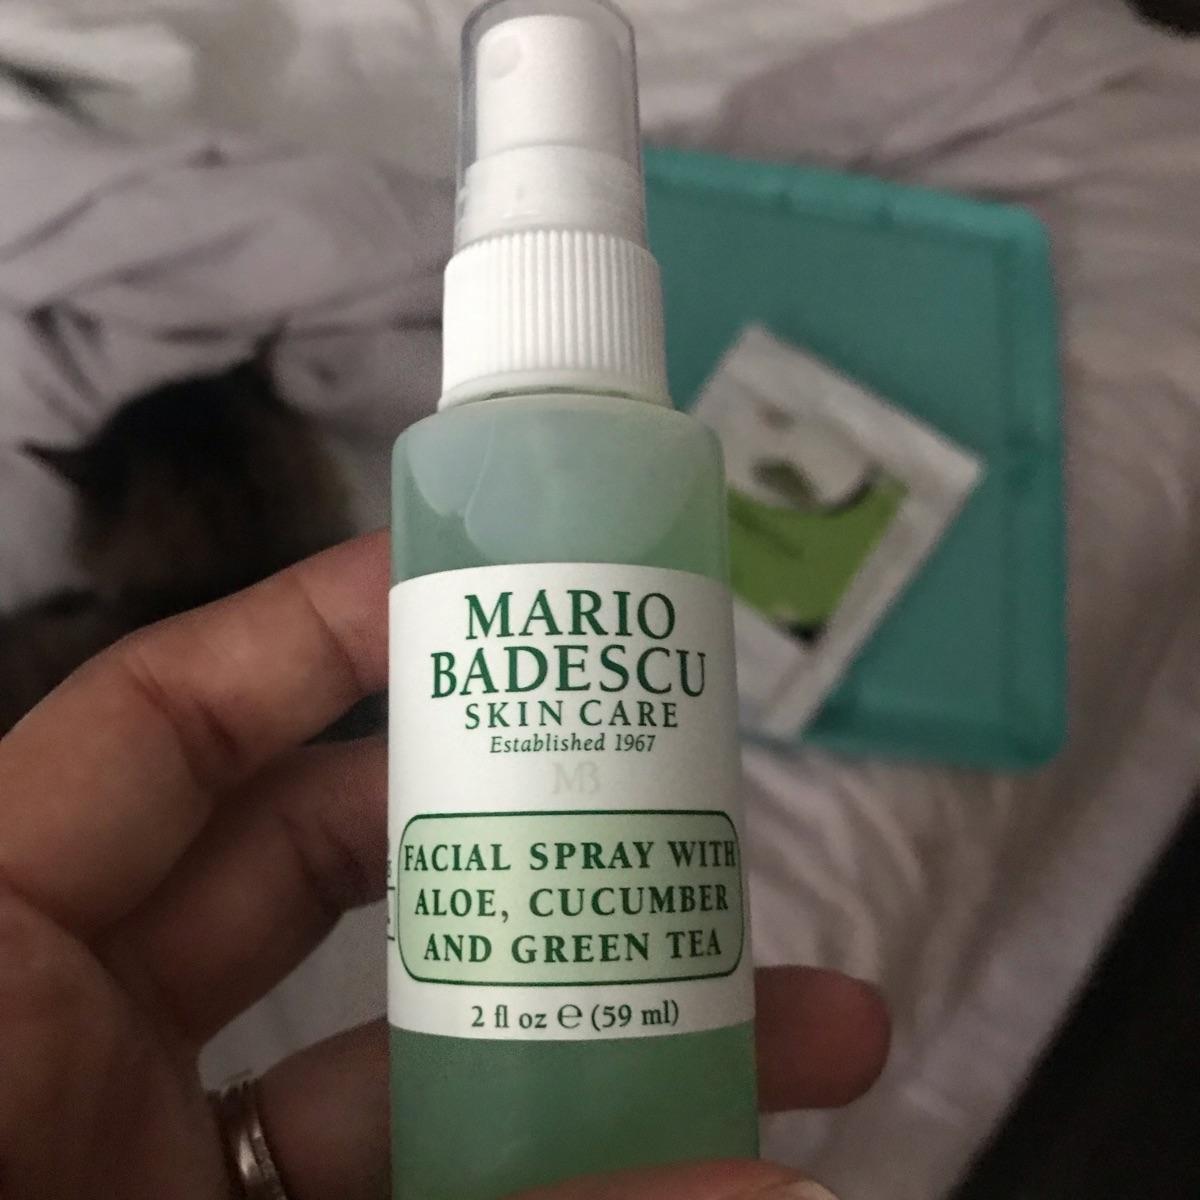 MARIO
BADESCU
SKIN CARE
Established 1967
MB
FACIAL SPRAY WITH
ALOE, CUCUMBER
AND GREEN TEA
2 fl oz ℮ (59 ml)